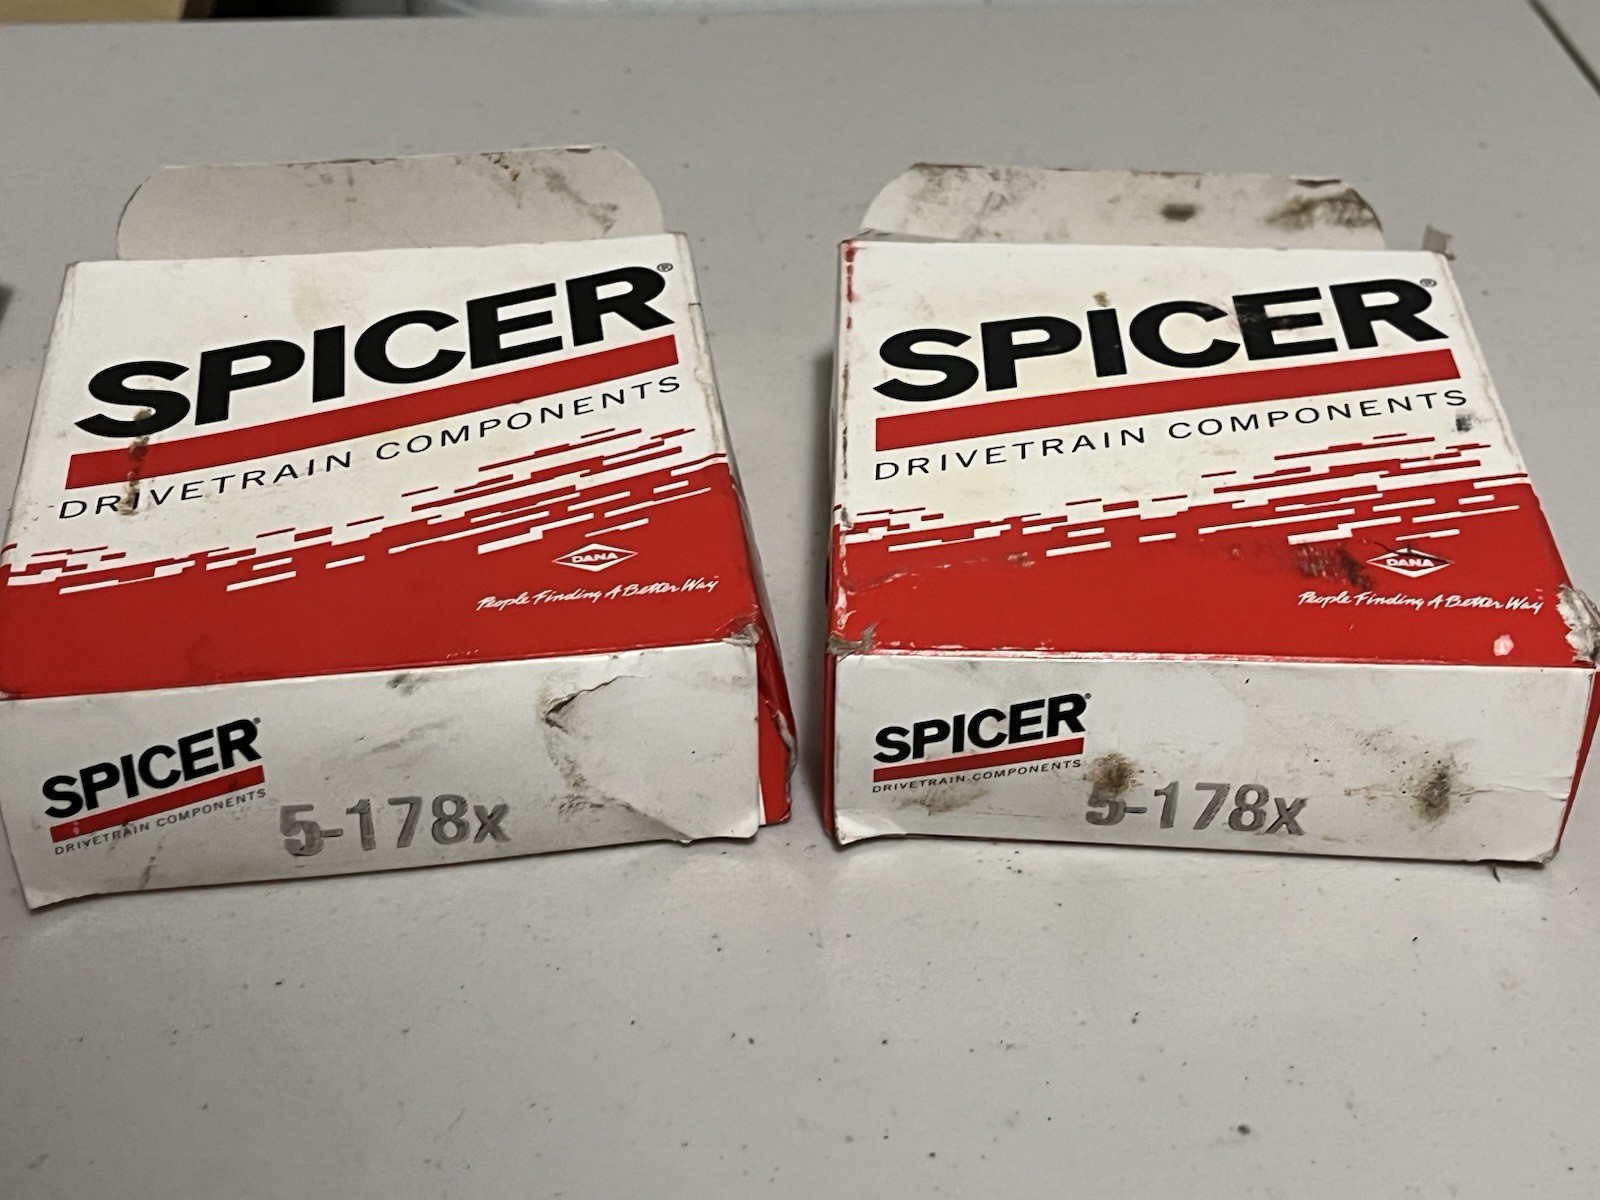 SPICER®
DRIVETRAIN COMPONENTS
DANA
People Finding A Better Way
SPICER®
DRIVETRAIN COMPONENTS
5-178x
SPICER®
DRIVETRAIN COMPONENTS
DANA
People Finding A Better Way
SPICER®
DRIVETRAIN COMPONENTS
5-178x